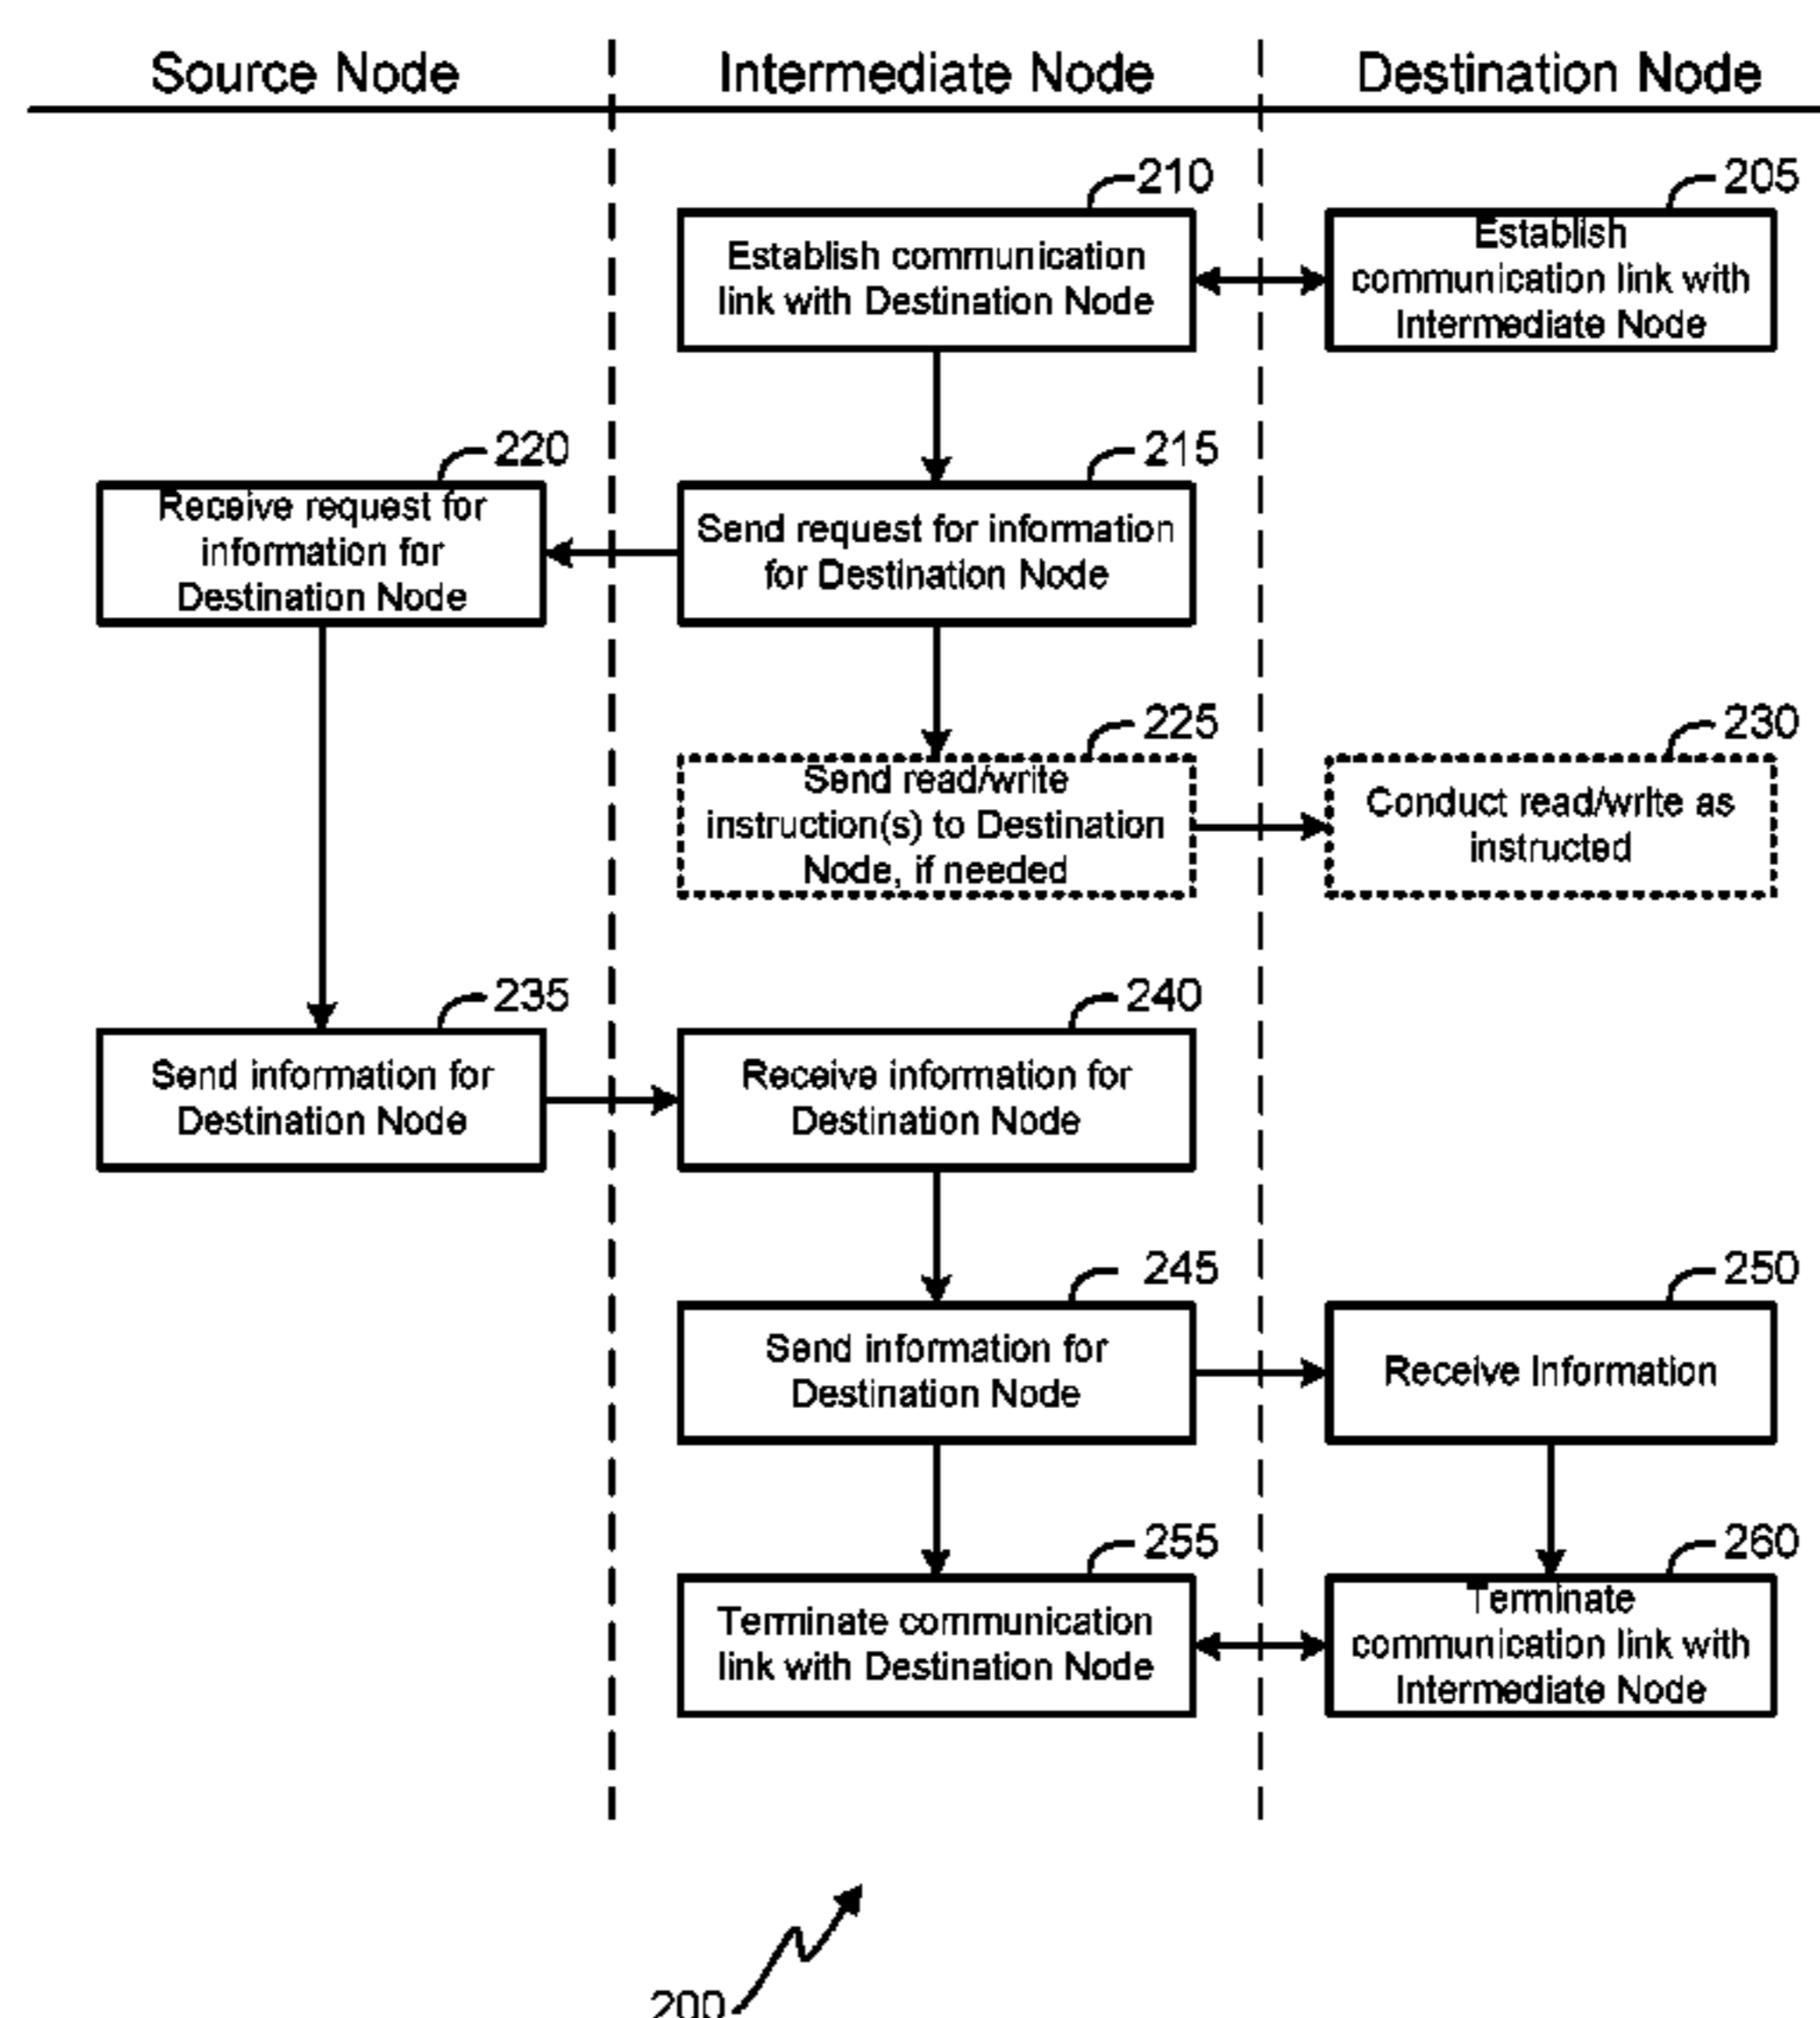 Source Node
Intermediate Node
Destination Node
210
205
Establish communication
link with Destination Node
Establish
communication link with
Intermediate Node
220
215
Receive request for
information for
Destination Node
Send request for information
for Destination Node
225
230
Send read/write
instruction(s) to Destination
Node, if needed
Conduct read/write as
instructed
235
240
Send information for
Destination Node
Receive information for
Destination Node
245
250
Send information for
Destination Node
Receive Information
255
260
Terminate communication
link with Destination Node
Terminate
communication link with
Intermediate Node
200